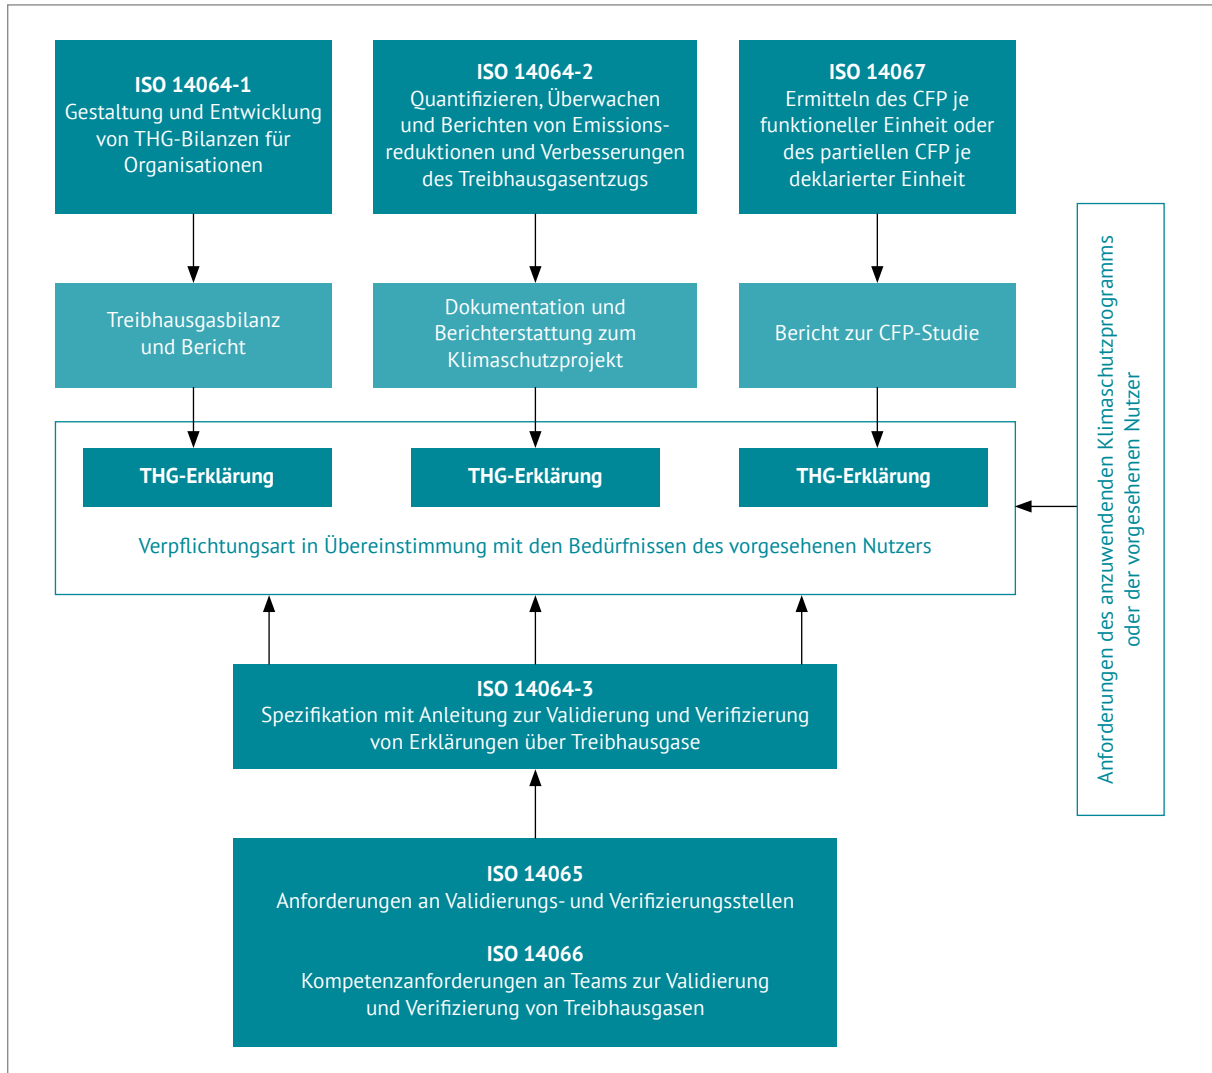 ISO 14064-1
Gestaltung und Entwicklung
von THG-Bilanzen für
Organisationen
ISO 14064-2
Quantifizieren, Überwachen
und Berichten von Emissions-
reduktionen und Verbesserungen
des Treibhausgasentzugs
ISO 14067
Ermitteln des CFP je
funktioneller Einheit oder
des partiellen CFP je
deklarierter Einheit
Treibhausgasbilanz
und Bericht
Dokumentation und
Berichterstattung zum
Klimaschutzprojekt
Bericht zur CFP-Studie
THG-Erklärung
THG-Erklärung
THG-Erklärung
Verpflichtungsart in Übereinstimmung mit den Bedürfnissen des vorgesehenen Nutzers
Anforderungen des anzuwendenden Klimaschutzprogramms
oder der vorgesehenen Nutzer
ISO 14064-3
Spezifikation mit Anleitung zur Validierung und Verifizierung
von Erklärungen über Treibhausgase
ISO 14065
Anforderungen an Validierungs- und Verifizierungsstellen
ISO 14066
Kompetenzanforderungen an Teams zur Validierung
und Verifizierung von Treibhausgasen